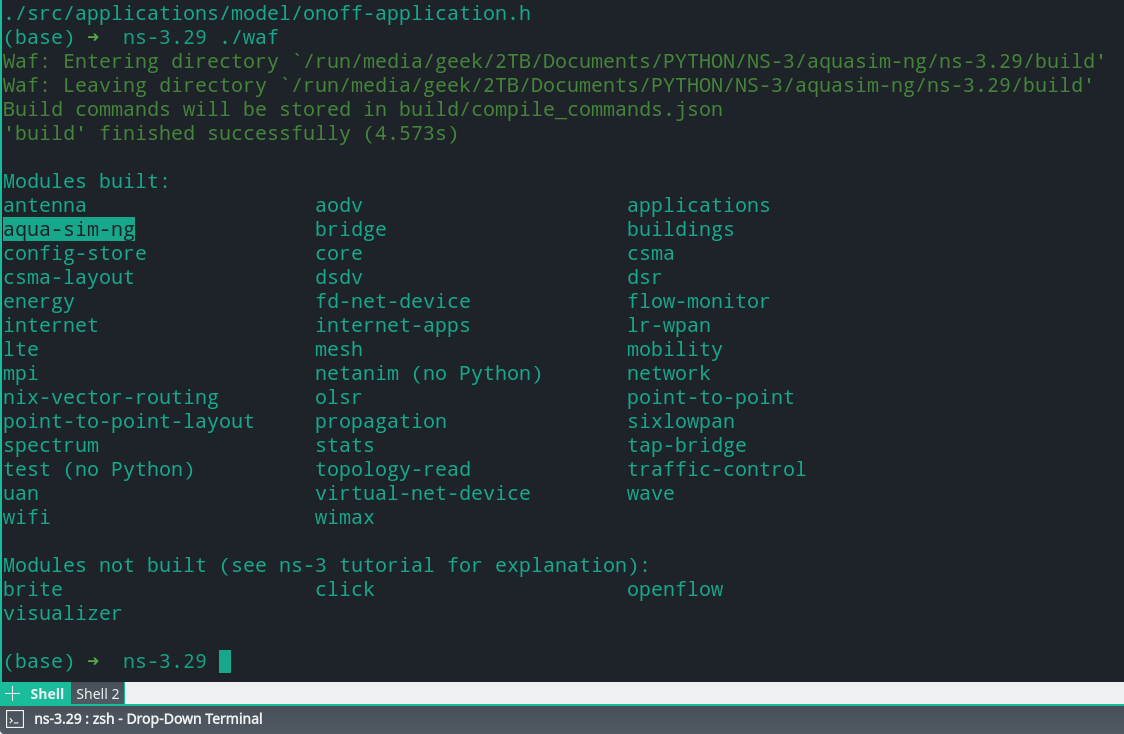 ./src/applications/model/onoff-application.h
(base) → ns-3.29 ./waf
Waf: Entering directory `/run/media/geek/2TB/Documents/PYTHON/NS-3/aquasim-ng/ns-3.29/build'
Waf: Leaving directory `/run/media/geek/2TB/Documents/PYTHON/NS-3/aquasim-ng/ns-3.29/build'
Build commands will be stored in build/compile_commands.json
'build' finished successfully (4.573s)
Modules built:
antenna aodv applications
aqua-sim-ng bridge buildings
config-store core csma
csma-layout dsdv dsr
energy fd-net-device flow-monitor
internet internet-apps lr-wpan
lte mesh mobility
mpi netanim (no Python) network
nix-vector-routing olsr point-to-point
point-to-point-layout propagation sixlowpan
spectrum stats tap-bridge
test (no Python) topology-read traffic-control
uan virtual-net-device wave
wifi wimax
Modules not built (see ns-3 tutorial for explanation):
brite click openflow
visualizer
(base) → ns-3.29
Shell Shell 2
ns-3.29 : zsh - Drop-Down Terminal